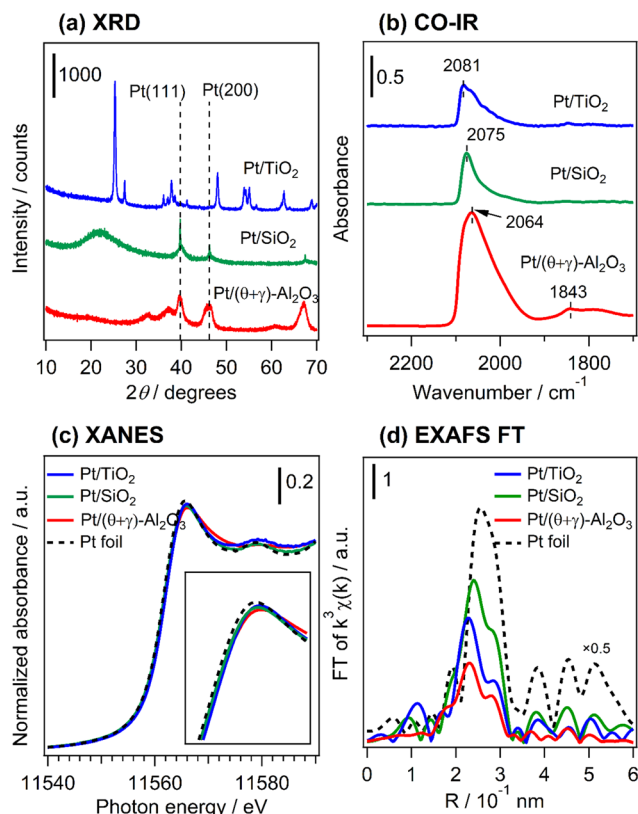 (a) XRD
1000
Pt(111)
Pt(200)
Pt/TiO₂
Pt/SiO₂
Pt/(θ+γ)-Al₂O₃
Intensity / counts
10 20 30 40 50 60 70
2θ / degrees
(b) CO-IR
0.5
2081
Pt/TiO₂
2075
Pt/SiO₂
2064
Pt/(θ+γ)-Al₂O₃
1843
Absorbance
2200 2000 1800
Wavenumber / cm⁻¹
(c) XANES
Pt/TiO₂
Pt/SiO₂
Pt/(θ+γ)-Al₂O₃
Pt foil
0.2
Normalized absorbance / a.u.
11540 11560 11580
Photon energy / eV
(d) EXAFS FT
1
Pt/TiO₂
Pt/SiO₂
Pt/(θ+γ)-Al₂O₃
Pt foil
×0.5
FT of k³χ(k) / a.u.
0 1 2 3 4 5 6
R / 10⁻¹ nm